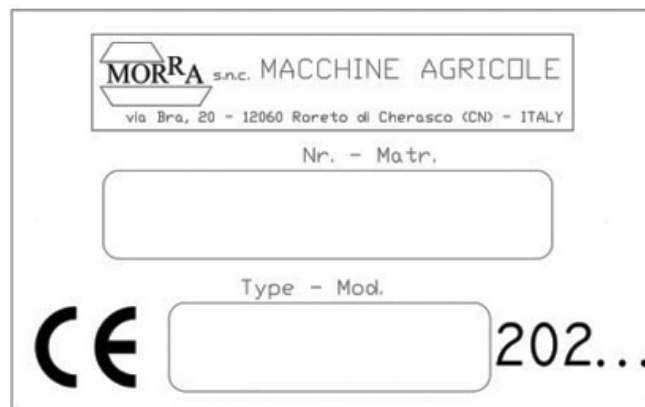 MORRA s.n.c. MACCHINE AGRICOLE
via Bra, 20 - 12060 Roreto di Cherasco (CN) - ITALY
Nr. - Matr.
Type - Mod.
CE 202...